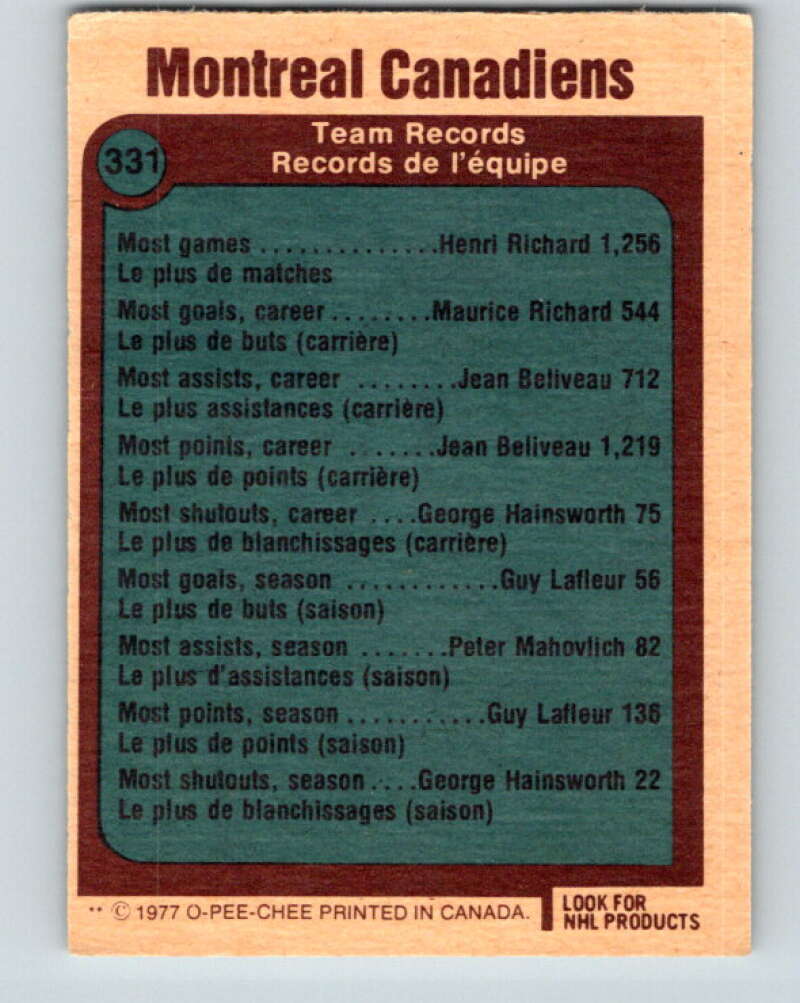 Montreal Canadiens
331
Team Records
Records de l'équipe
Most games ..............Henri Richard 1,256
Le plus de matches
Most goals, career........Maurice Richard 544
Le plus de buts (carrière)
Most assists, career ........Jean Beliveau 712
Le plus assistances (carrière)
Most points, career .......Jean Beliveau 1,219
Le plus de points (carrière)
Most shutouts, career ....George Hainsworth 75
Le plus de blanchissages (carrière)
Most goals, season ............Guy Lafleur 56
Le plus de buts (saison)
Most assists, season .......Peter Mahovlich 82
Le plus d'assistances (saison)
Most points, season...........Guy Lafleur 136
Le plus de points (saison)
Most shutouts, season....George Hainsworth 22
Le plus de blanchissages (saison)
** © 1977 O-PEE-CHEE PRINTED IN CANADA.
LOOK FOR
NHL PRODUCTS